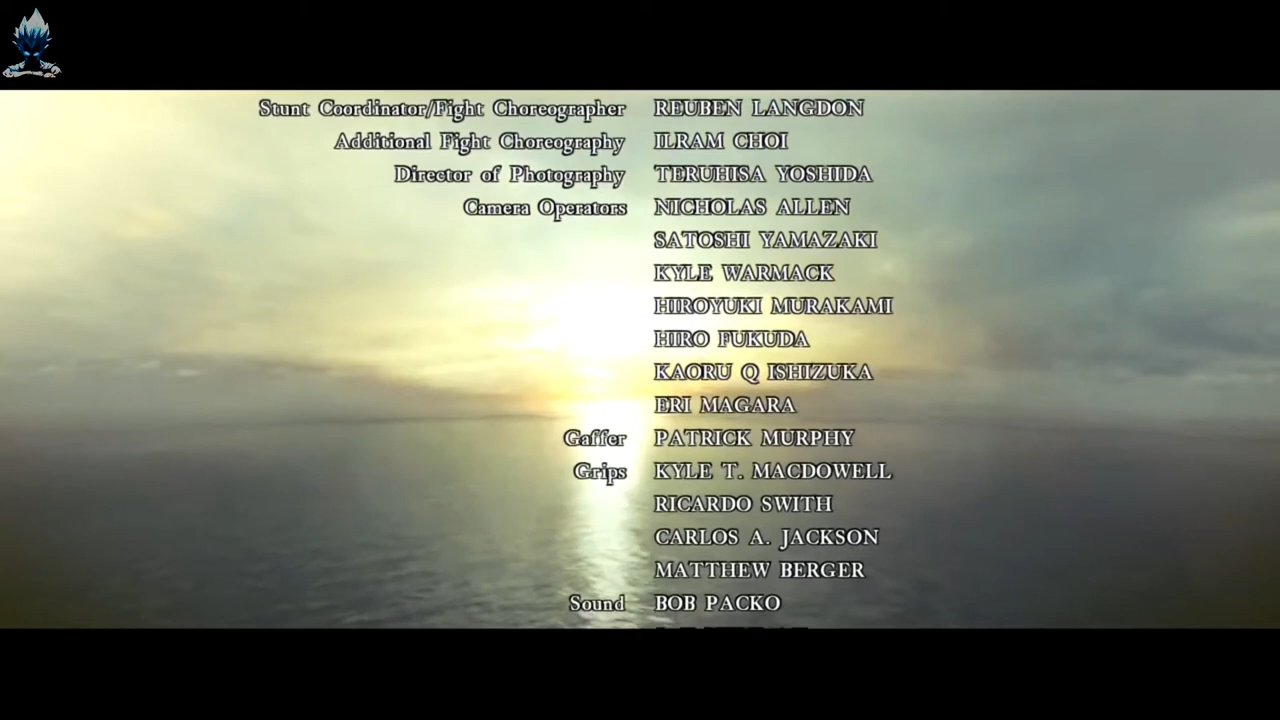 Stunt Coordinator/Fight Choreographer REUBEN LANGDON
Additional Fight Choreography ILRAM CHOI
Director of Photography TERUHISA YOSHIDA
Camera Operators NICHOLAS ALLEN
SATOSHI YAMAZAKI
KYLE WARMACK
HIROYUKI MURAKAMI
HIRO FUKUDA
KAORU Q ISHIZUKA
ERI MAGARA
Gaffer PATRICK MURPHY
Grips KYLE T. MACDOWELL
RICARDO SWITH
CARLOS A. JACKSON
MATTHEW BERGER
Sound BOB PACKO